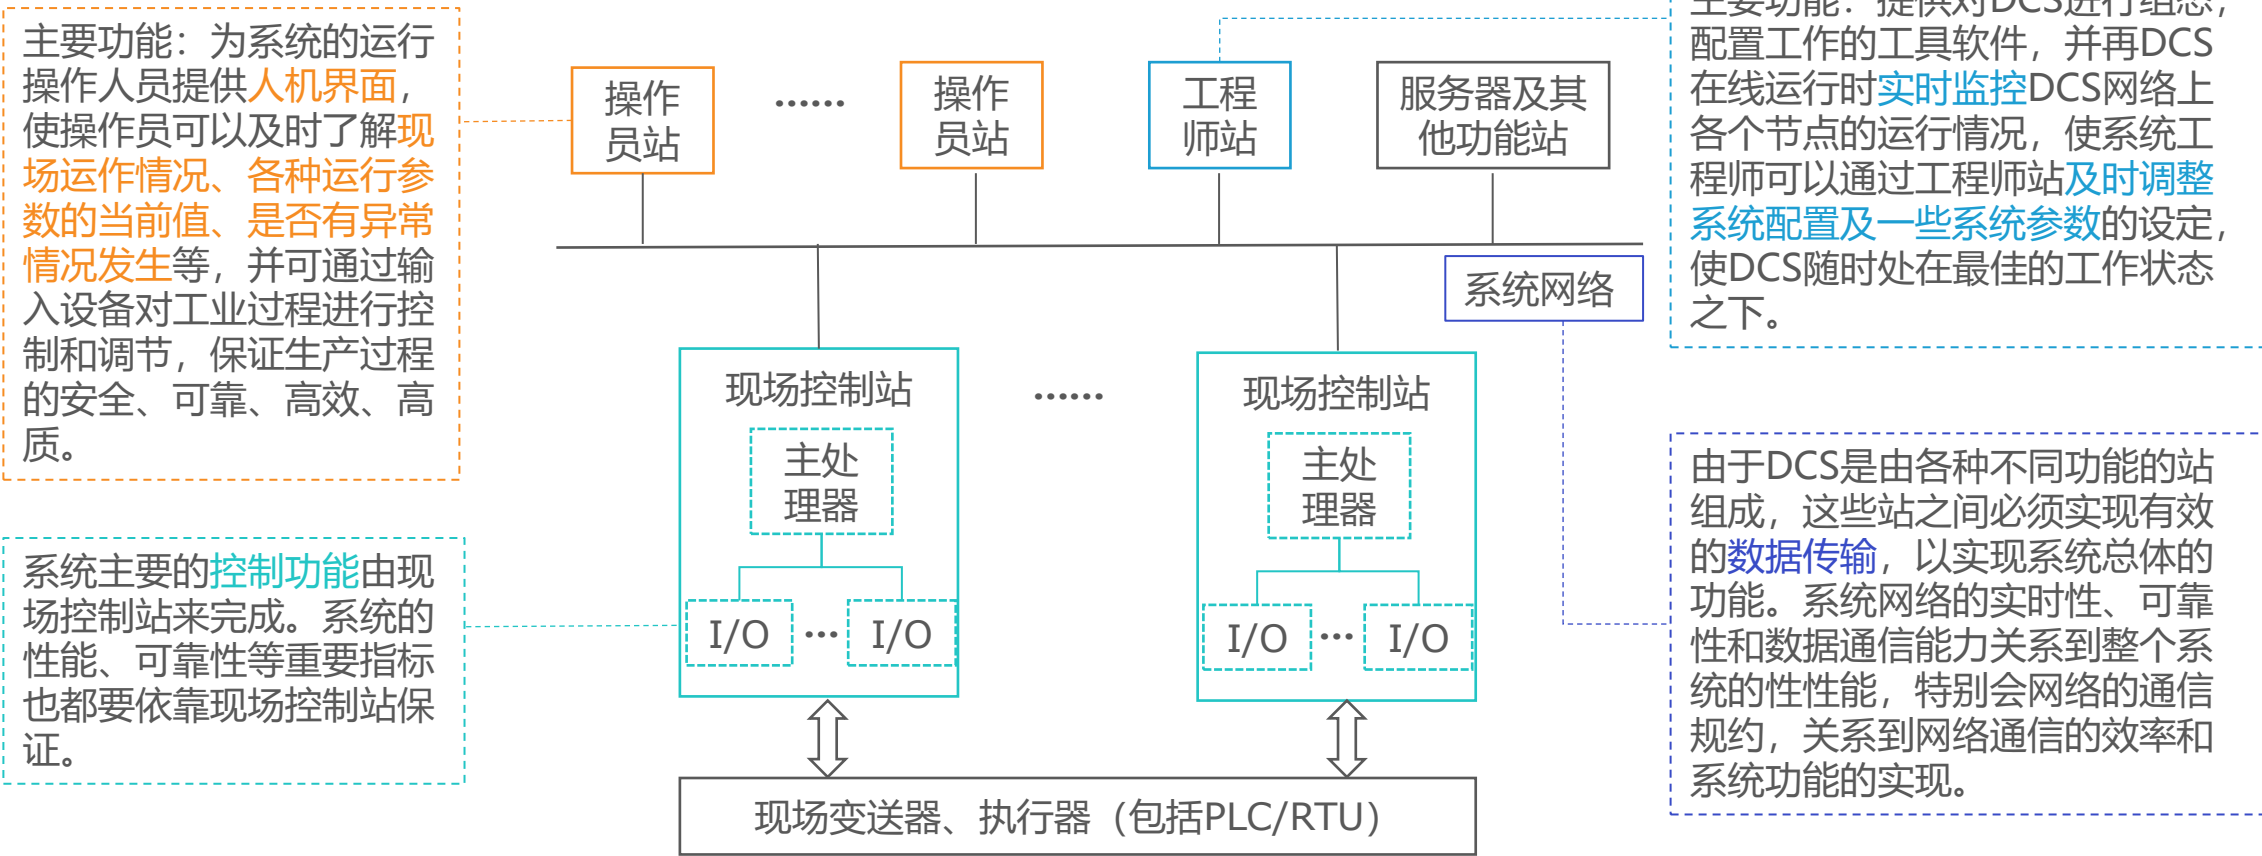 主要功能：为系统的运行
操作人员提供人机界面，
使操作员可以及时了解现
场运作情况、各种运行参
数的当前值、是否有异常
情况发生等，并可通过输
入设备对工业过程进行控
制和调节，保证生产过程
的安全、可靠、高效、高
质。
系统主要的控制功能由现
场控制站来完成。系统的
性能、可靠性等重要指标
也都要依靠现场控制站保
证。
操作
员站
······
操作
员站
工程
师站
服务器及其
他功能站
系统网络
现场控制站
主处
理器
I/O
···
I/O
······
现场控制站
主处
理器
I/O
···
I/O
现场变送器、执行器（包括PLC/RTU）
主要功能：提供对DCS进行组态，
配置工作的工具软件，并再DCS
在线运行时实时监控DCS网络上
各个节点的运行情况，使系统工
程师可以通过工程师站及时调整
系统配置及一些系统参数的设定，
使DCS随时处在最佳的工作状态
之下。
由于DCS是由各种不同功能的站
组成，这些站之间必须实现有效
的数据传输，以实现系统总体的
功能。系统网络的实时性、可靠
性和数据通信能力关系到整个系
统的性性能，特别会网络的通信
规约，关系到网络通信的效率和
系统功能的实现。